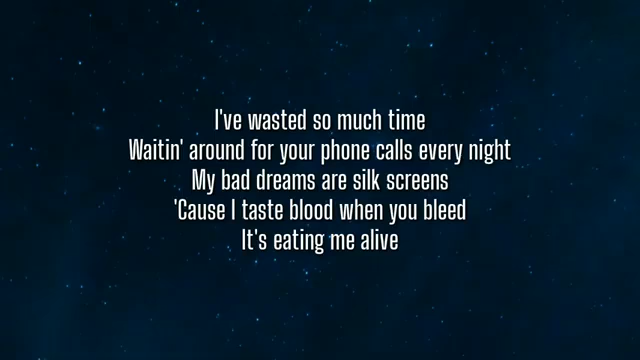 I've wasted so much time
Waitin' around for your phone calls every night
My bad dreams are silk screens
'Cause I taste blood when you bleed
It's eating me alive